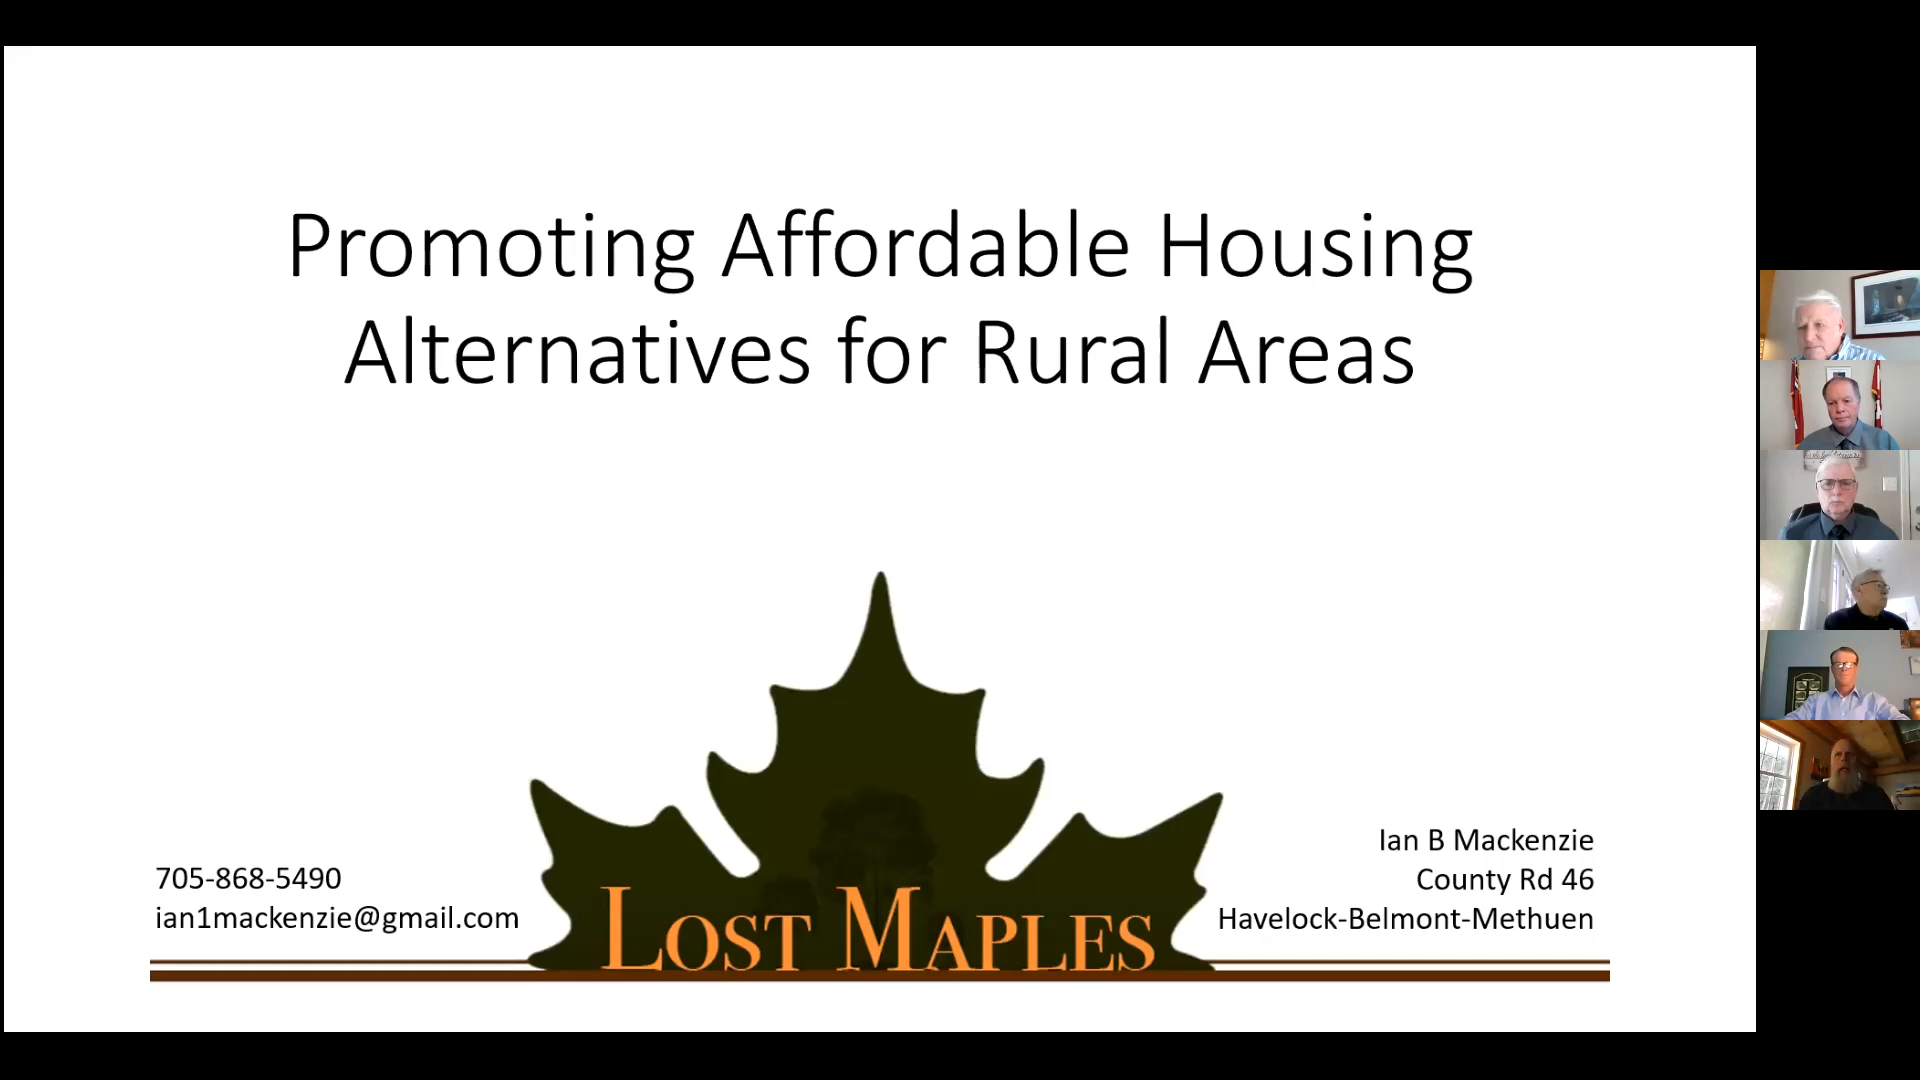 Promoting Affordable Housing
Alternatives for Rural Areas
705-868-5490
ian1mackenzie@gmail.com
LOST MAPLES
Ian B Mackenzie
County Rd 46
Havelock-Belmont-Methuen